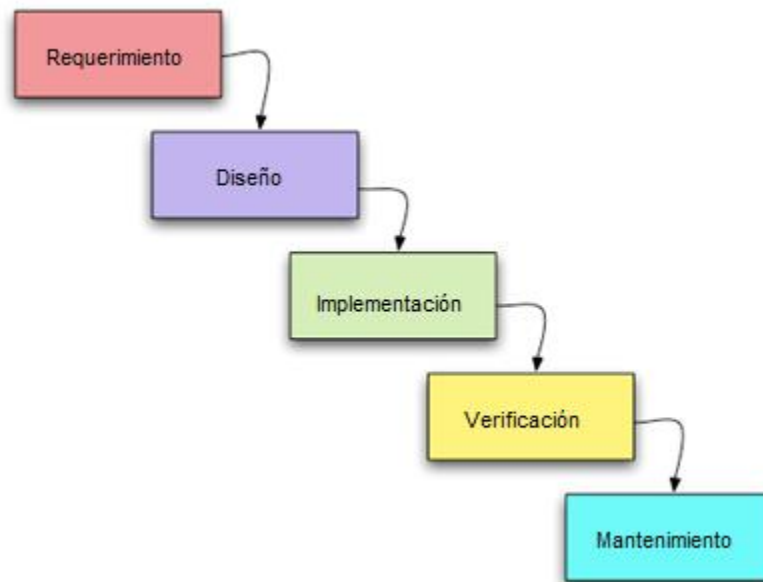 Requerimiento
Diseño
Implementación
Verificación
Mantenimiento